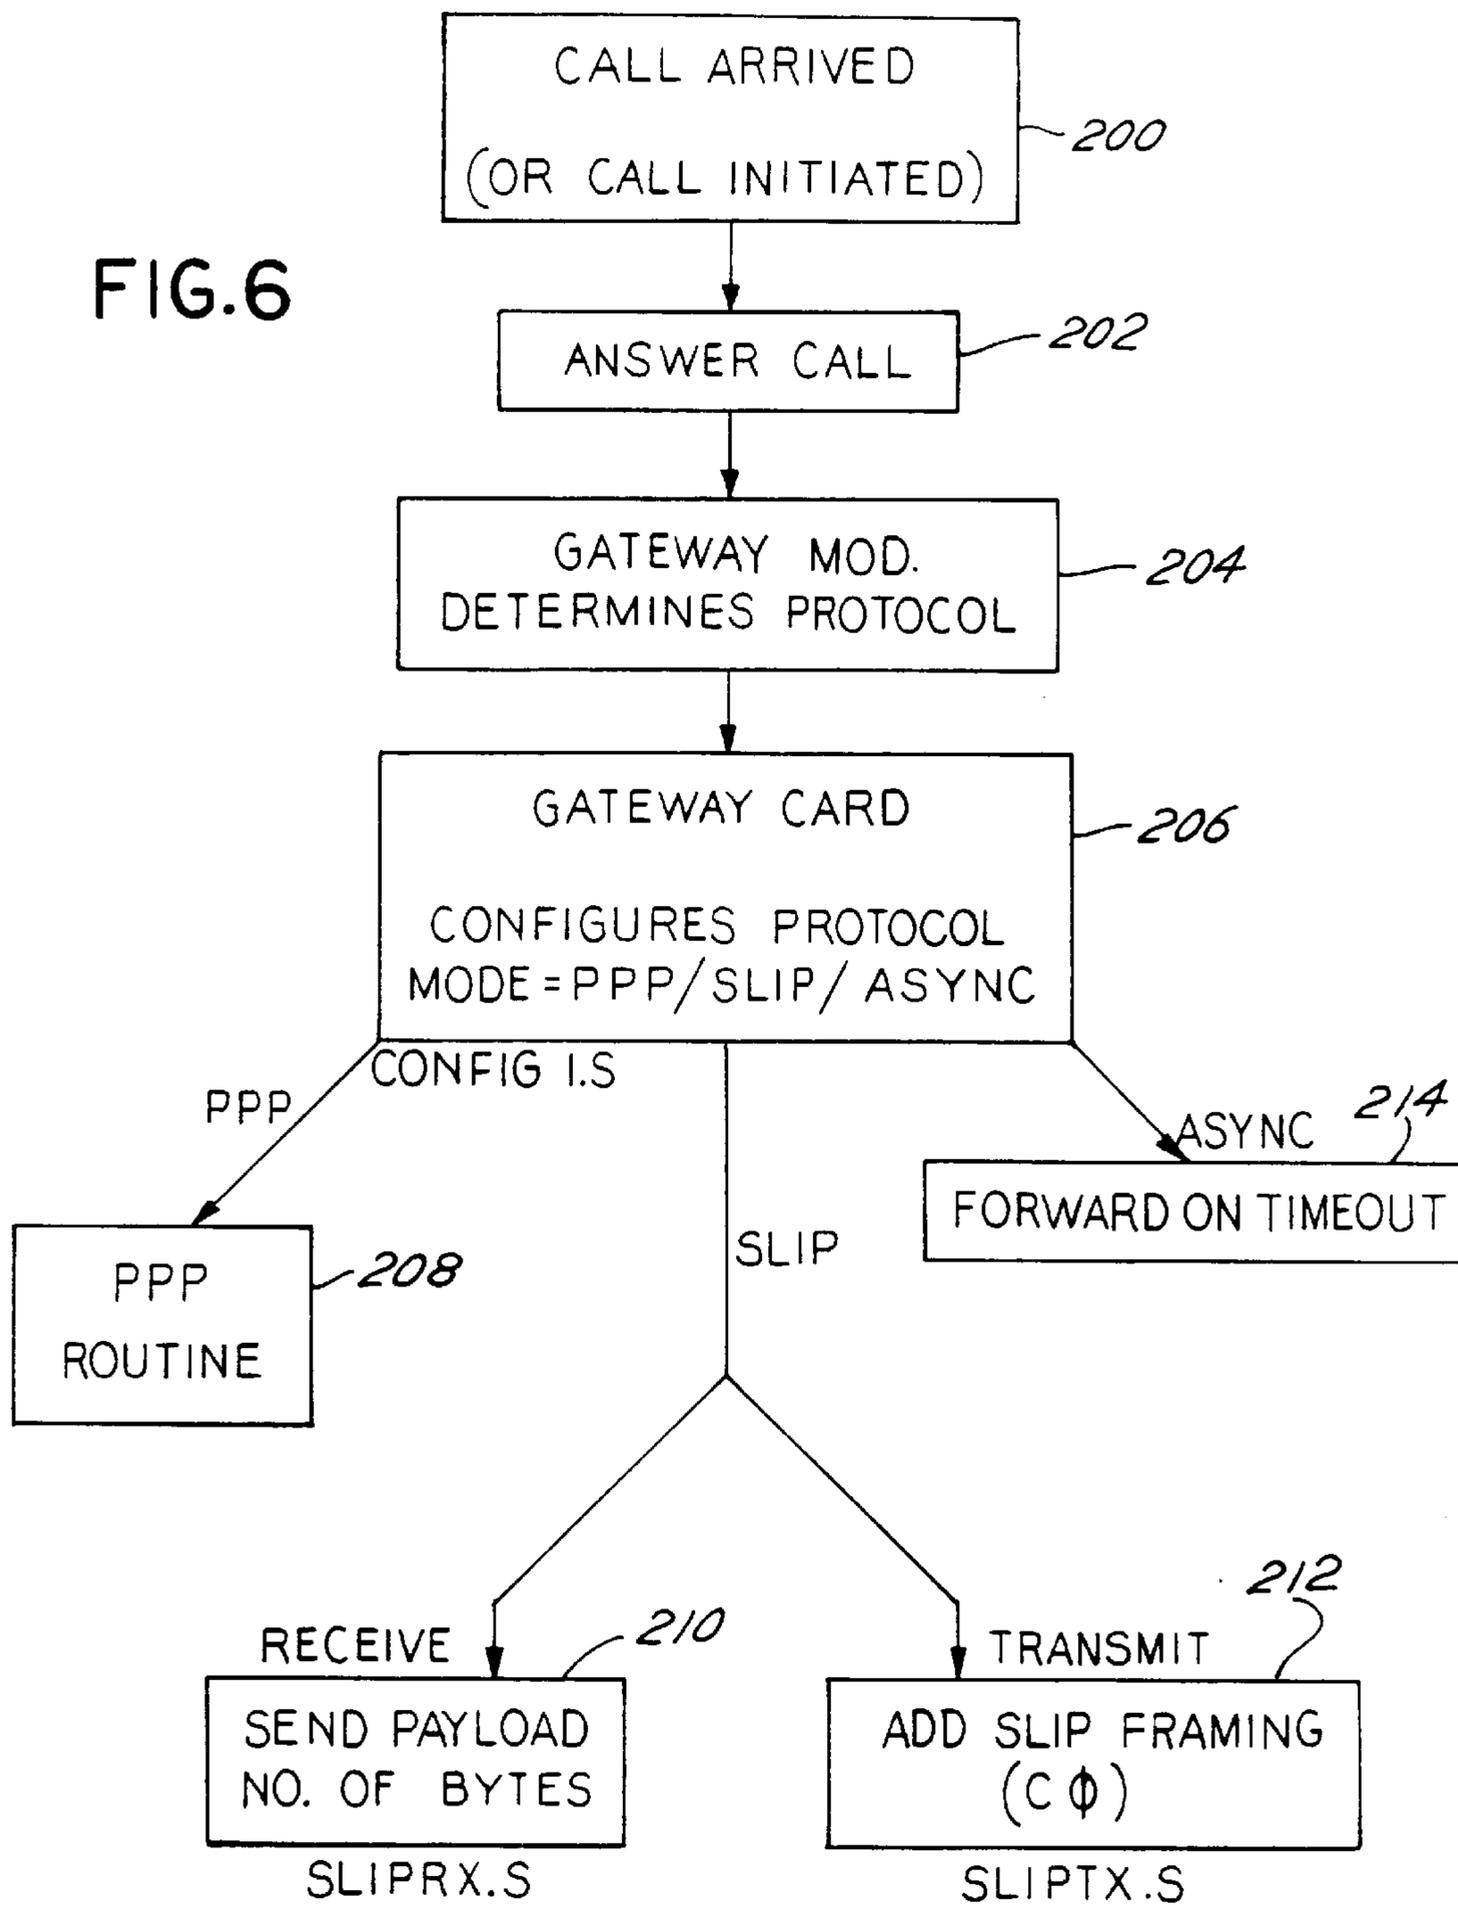 CALL ARRIVED
(OR CALL INITIATED)
200
FIG.6
ANSWER CALL
202
GATEWAY MOD.
DETERMINES PROTOCOL
204
GATEWAY CARD
CONFIGURES PROTOCOL
MODE=PPP/SLIP/ASYNC
206
CONFIG I.S
PPP
ASYNC
214
FORWARD ON TIMEOUT
SLIP
PPP
ROUTINE
208
RECEIVE
210
SEND PAYLOAD
NO. OF BYTES
SLIPRX.S
TRANSMIT
212
ADD SLIP FRAMING
(CΦ)
SLIPTX.S